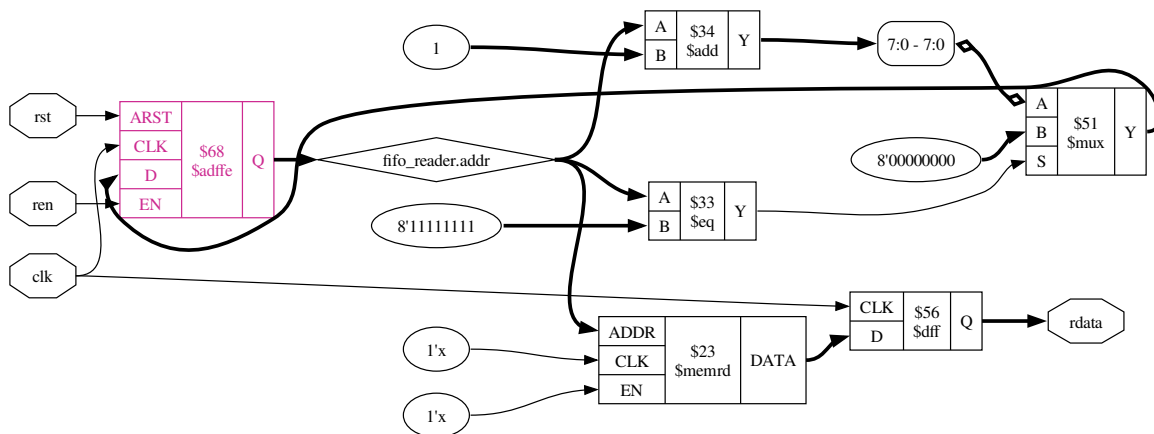 rst
ren
clk
ARST
CLK
D
EN
$68
$adffe
Q
fifo_reader.addr
1
8'11111111
1'x
1'x
A
B
$34
$add
Y
A
B
$33
$eq
Y
ADDR
CLK
EN
$23
$memrd
DATA
7:0 - 7:0
8'00000000
CLK
D
$56
$dff
Q
A
B
S
$51
$mux
Y
rdata